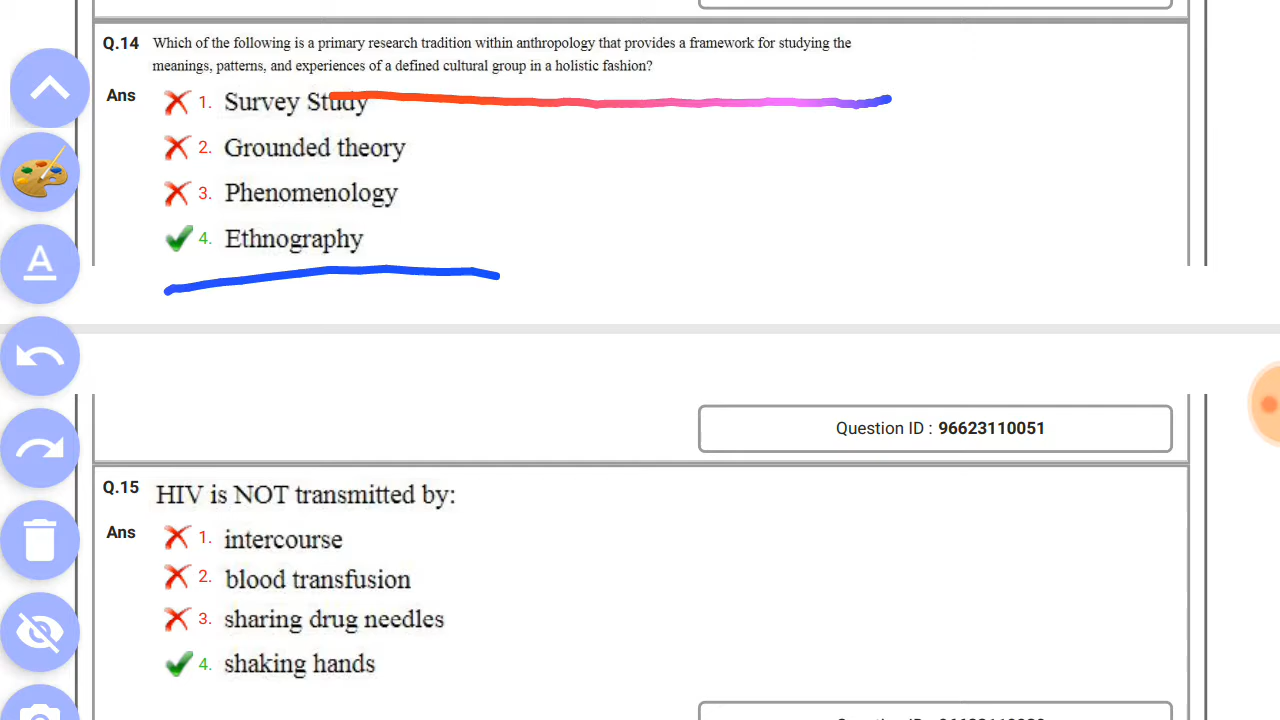 Q.14 Which of the following is a primary research tradition within anthropology that provides a framework for studying the
meanings, patterns, and experiences of a defined cultural group in a holistic fashion?
Ans 1. Survey Study
2. Grounded theory
3. Phenomenology
4. Ethnography
A
Question ID : 96623110051
Q.15 HIV is NOT transmitted by:
Ans 1. intercourse
2. blood transfusion
3. sharing drug needles
4. shaking hands